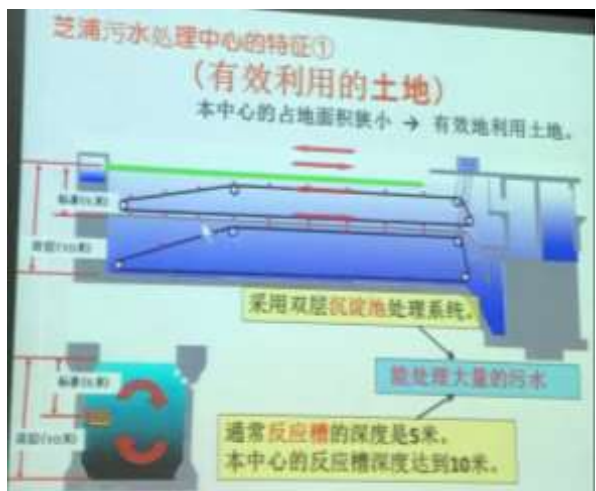 芝浦污水处理中心的特征①
（有效利用的土地）
本中心的占地面积狭小 → 有效地利用土地。
标准(5米)
深层(10米)
采用双层沉淀池处理系统。
能处理大量的污水
标准(5米)
深层(10米)
通常反应槽的深度是5米。
本中心的反应槽深度达到10米。